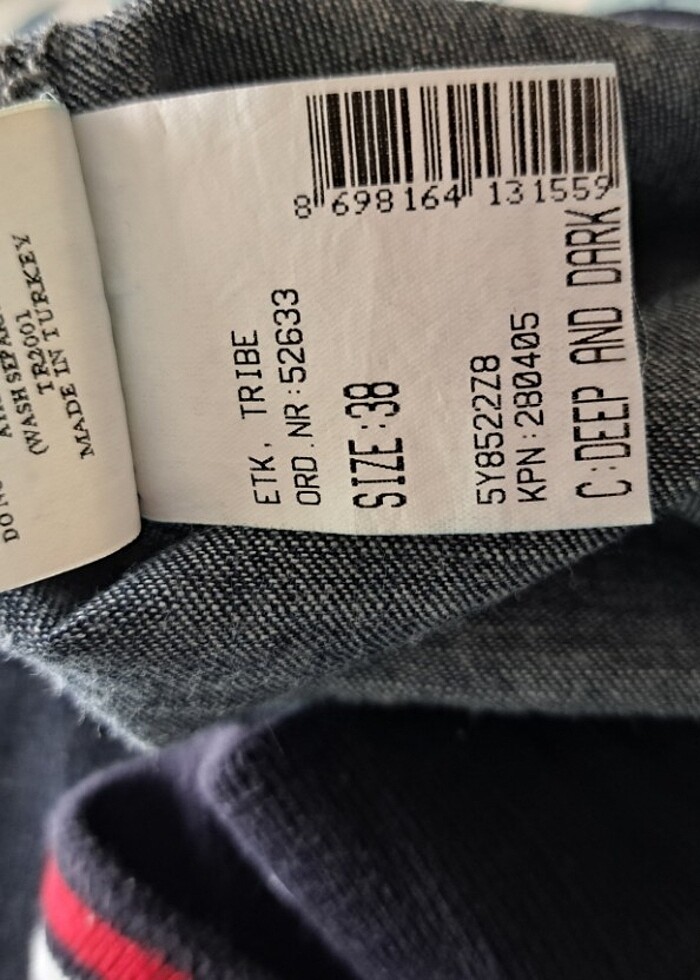 8 698164 131559
ETK. TRIBE
ORD.NR:52633
SIZE:38
5Y8522Z8
KPN:280405
C:DEEP AND DARK
(WASH SEPAR
TR2001
MADE IN TURKEY